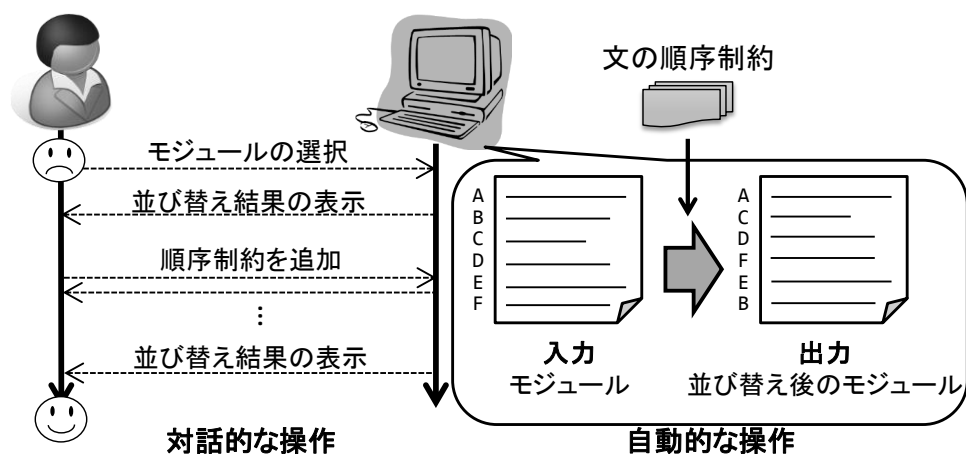 文の順序制約
モジュールの選択
並び替え結果の表示
順序制約を追加
⋮
並び替え結果の表示
対話的な操作
A
B
C
D
E
F
入力
モジュール
A
C
D
F
E
B
出力
並び替え後のモジュール
自動的な操作